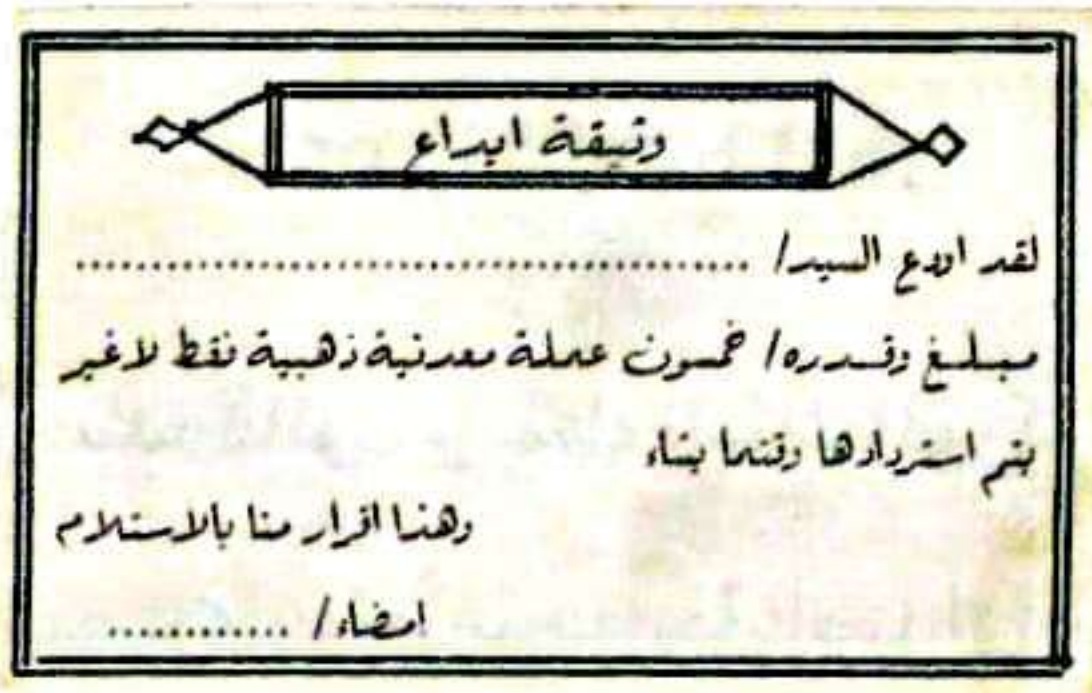 وثيقة ايداع
لقد اودع السيد/ ............................................
مبلغ وقدره/ خمسون عملة معدنية ذهبية فقط لاغير
يتم استردادها وقتما يشاء
وهذا اقرار منا بالاستلام
امضاء/ ............